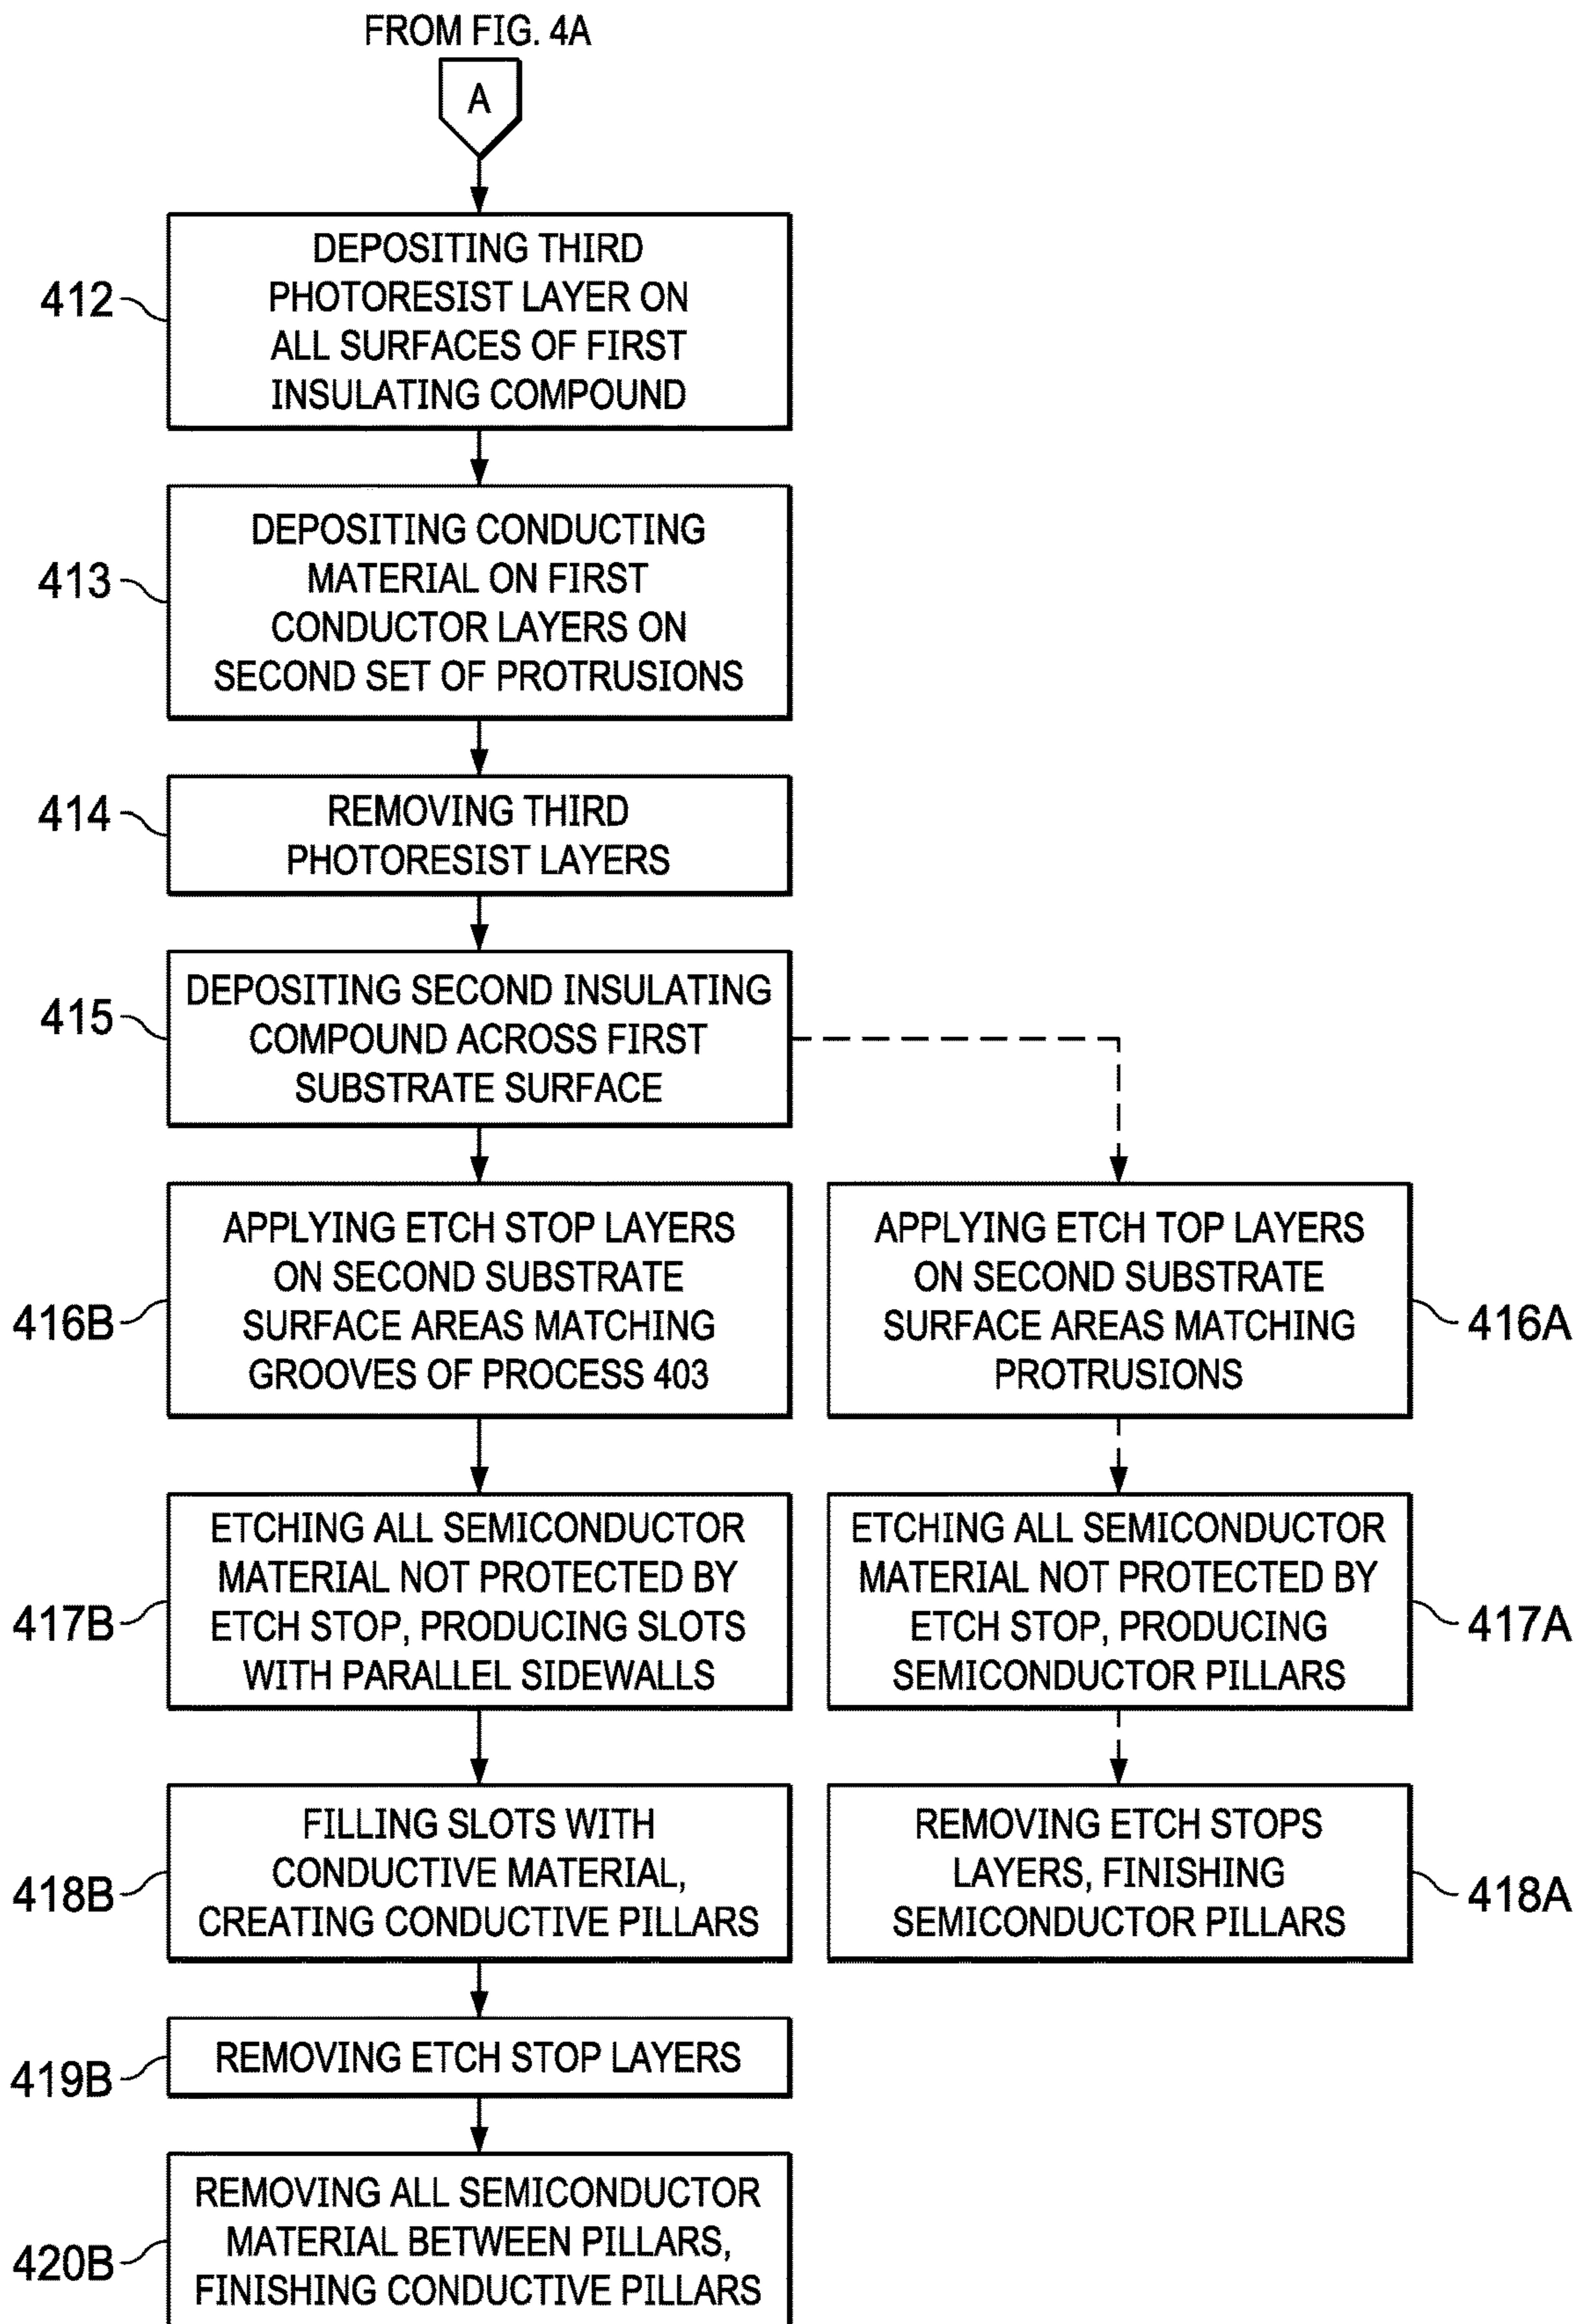 FROM FIG. 4A
A
412
DEPOSITING THIRD
PHOTORESIST LAYER ON
ALL SURFACES OF FIRST
INSULATING COMPOUND
413
DEPOSITING CONDUCTING
MATERIAL ON FIRST
CONDUCTOR LAYERS ON
SECOND SET OF PROTRUSIONS
414
REMOVING THIRD
PHOTORESIST LAYERS
415
DEPOSITING SECOND INSULATING
COMPOUND ACROSS FIRST
SUBSTRATE SURFACE
416B
APPLYING ETCH STOP LAYERS
ON SECOND SUBSTRATE
SURFACE AREAS MATCHING
GROOVES OF PROCESS 403
APPLYING ETCH TOP LAYERS
ON SECOND SUBSTRATE
SURFACE AREAS MATCHING
PROTRUSIONS
416A
417B
ETCHING ALL SEMICONDUCTOR
MATERIAL NOT PROTECTED BY
ETCH STOP, PRODUCING SLOTS
WITH PARALLEL SIDEWALLS
ETCHING ALL SEMICONDUCTOR
MATERIAL NOT PROTECTED BY
ETCH STOP, PRODUCING
SEMICONDUCTOR PILLARS
417A
418B
FILLING SLOTS WITH
CONDUCTIVE MATERIAL,
CREATING CONDUCTIVE PILLARS
REMOVING ETCH STOPS
LAYERS, FINISHING
SEMICONDUCTOR PILLARS
418A
419B
REMOVING ETCH STOP LAYERS
420B
REMOVING ALL SEMICONDUCTOR
MATERIAL BETWEEN PILLARS,
FINISHING CONDUCTIVE PILLARS